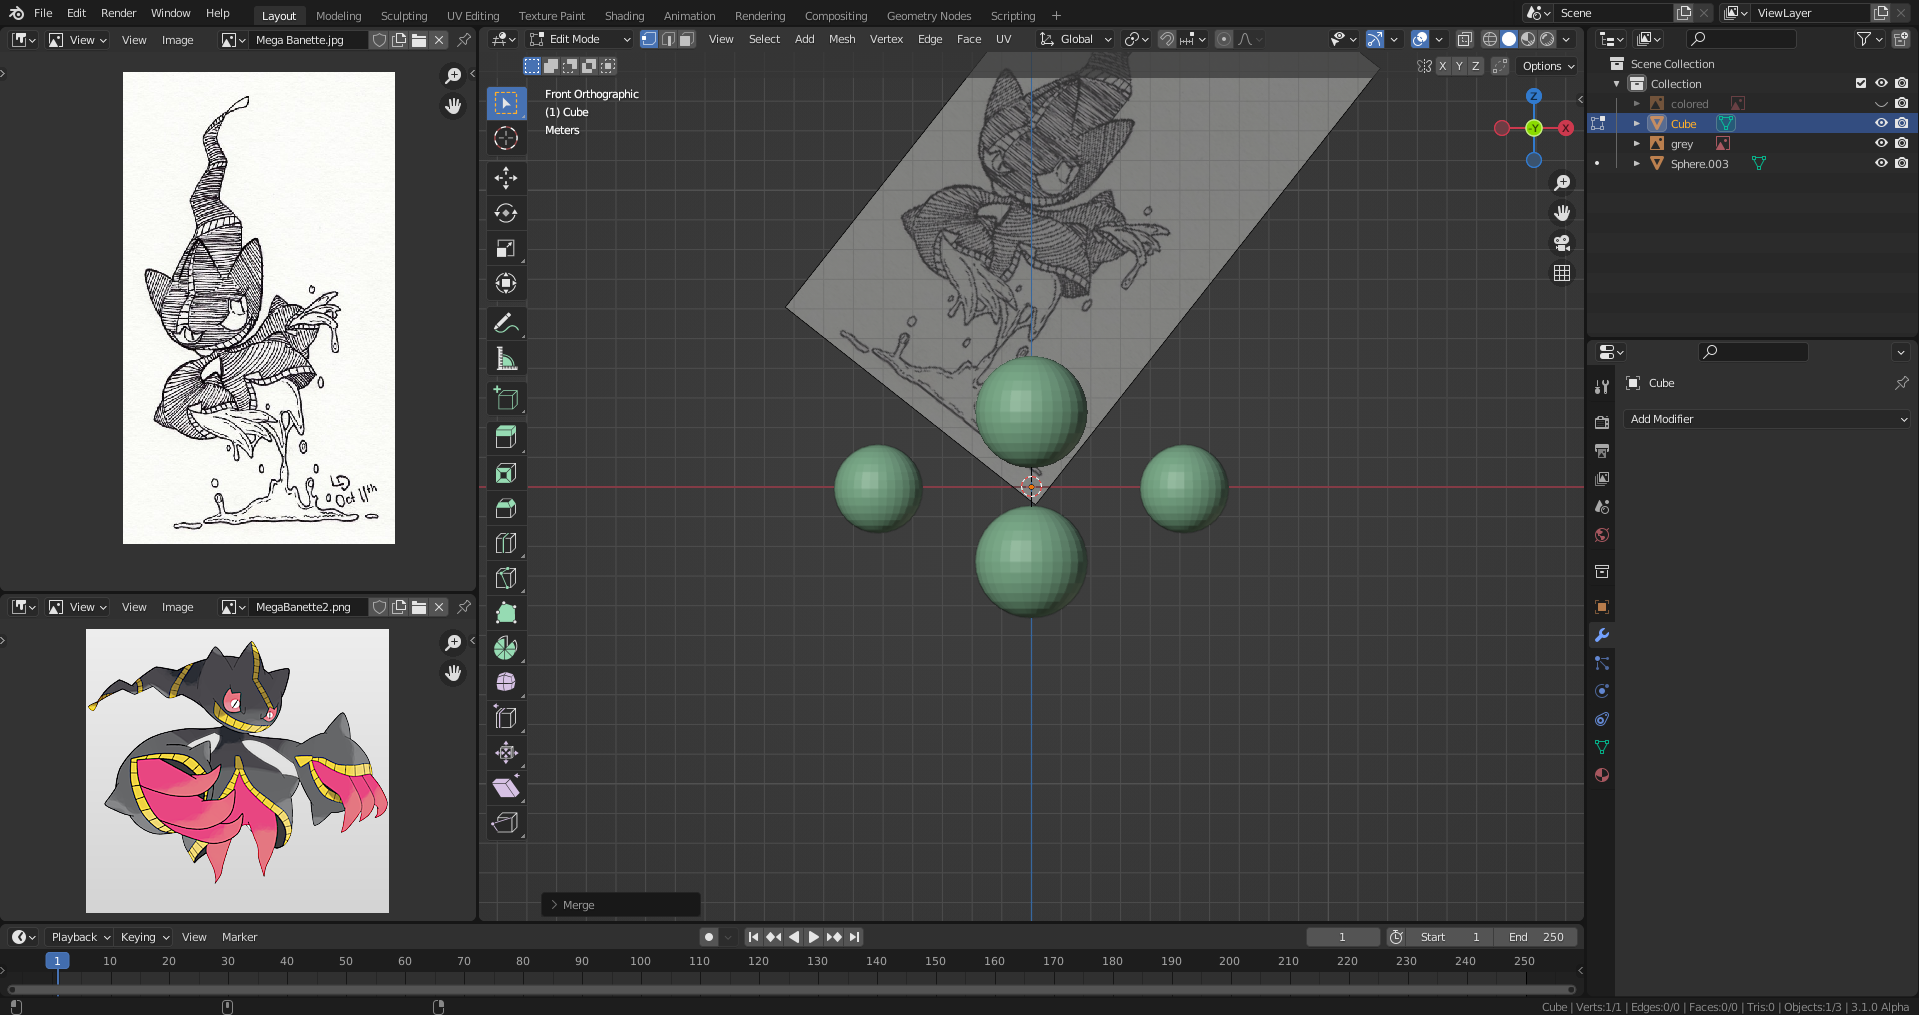 File Edit Render Window Help Layout Modeling Sculpting UV Editing Texture Paint Shading Animation Rendering Compositing Geometry Nodes Scripting + Scene ViewLayer
View View Image Mega Banette.jpg Edit Mode View Select Add Mesh Vertex Edge Face UV Global
X Y Z Options
Front Orthographic
(1) Cube
Meters
Z
X
-Y
Scene Collection
Collection
colored
Cube
grey
Sphere.003
Cube
Add Modifier
LD
Oct 11th
View View Image MegaBanette2.png
Merge
Playback Keying View Marker 1 Start 1 End 250
1 10 20 30 40 50 60 70 80 90 100 110 120 130 140 150 160 170 180 190 200 210 220 230 240 250
Cube | Verts:1/1 | Edges:0/0 | Faces:0/0 | Tris:0 | Objects:1/3 | 3.1.0 Alpha